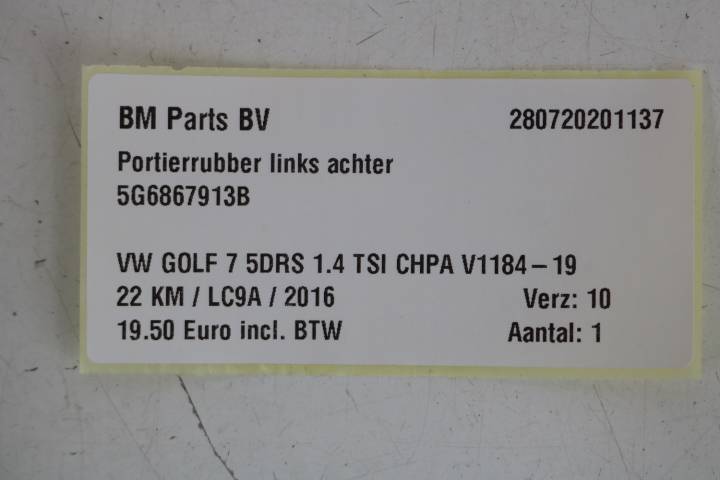 BM Parts BV 280720201137
Portierrubber links achter
5G6867913B
VW GOLF 7 5DRS 1.4 TSI CHPA V1184-19
22 KM / LC9A / 2016 Verz: 10
19.50 Euro incl. BTW Aantal: 1